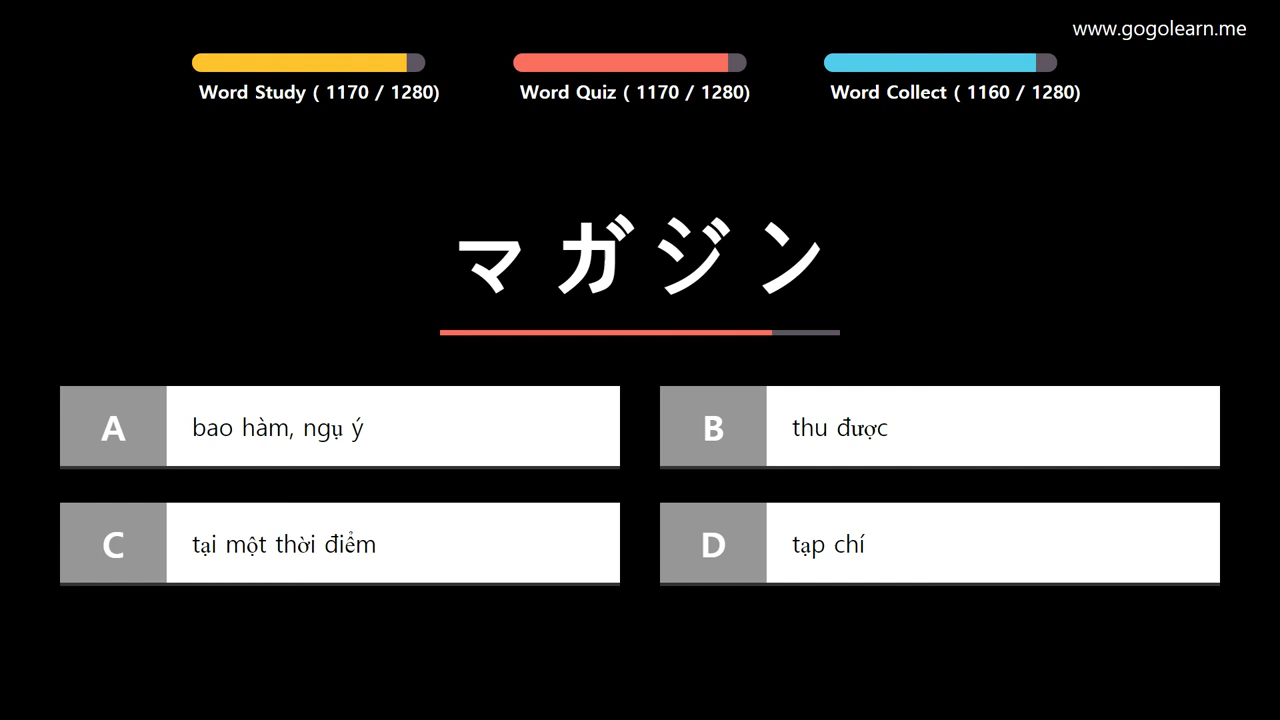 www.gogolearn.me
Word Study ( 1170 / 1280)
Word Quiz ( 1170 / 1280)
Word Collect ( 1160 / 1280)
マガジン
A
bao hàm, ngụ ý
B
thu được
C
tại một thời điểm
D
tạp chí